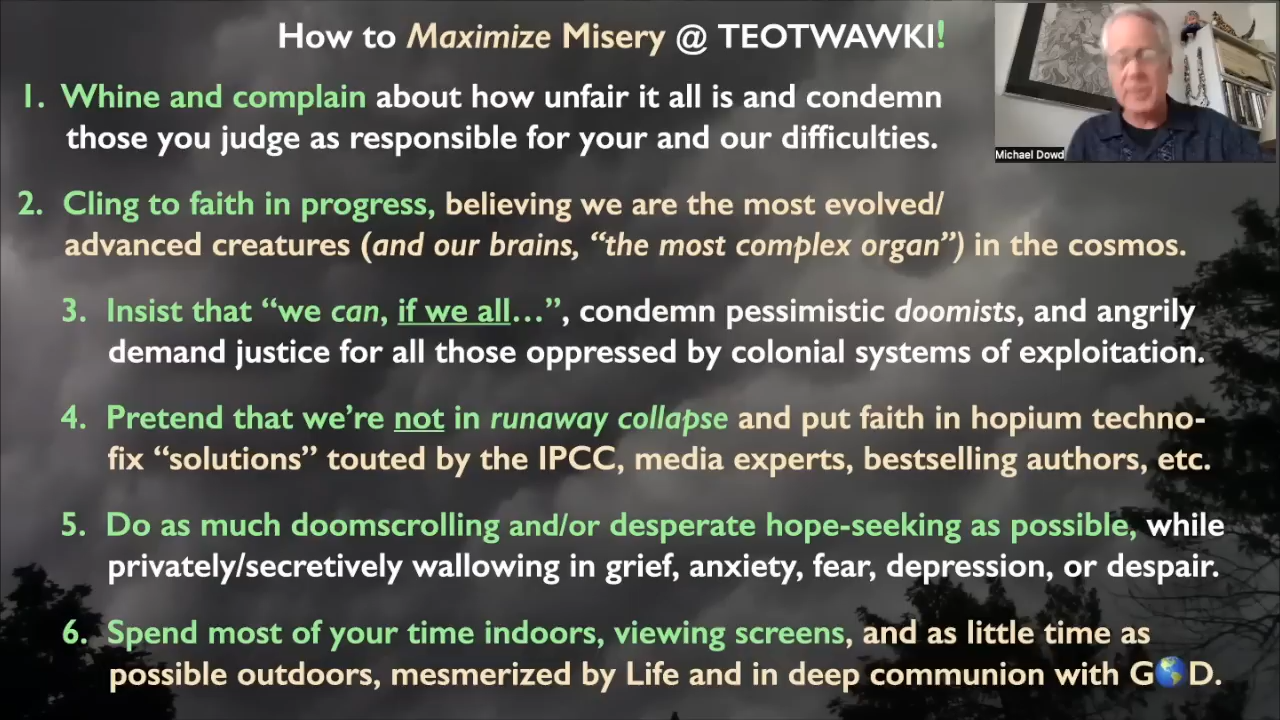 How to Maximize Misery @ TEOTWAWKI!
Michael Dowd
1. Whine and complain about how unfair it all is and condemn
those you judge as responsible for your and our difficulties.
2. Cling to faith in progress, believing we are the most evolved/
advanced creatures (and our brains, “the most complex organ”) in the cosmos.
3. Insist that “we can, if we all…”, condemn pessimistic doomists, and angrily
demand justice for all those oppressed by colonial systems of exploitation.
4. Pretend that we’re not in runaway collapse and put faith in hopium techno-
fix “solutions” touted by the IPCC, media experts, bestselling authors, etc.
5. Do as much doomscrolling and/or desperate hope-seeking as possible, while
privately/secretively wallowing in grief, anxiety, fear, depression, or despair.
6. Spend most of your time indoors, viewing screens, and as little time as
possible outdoors, mesmerized by Life and in deep communion with G🌎D.